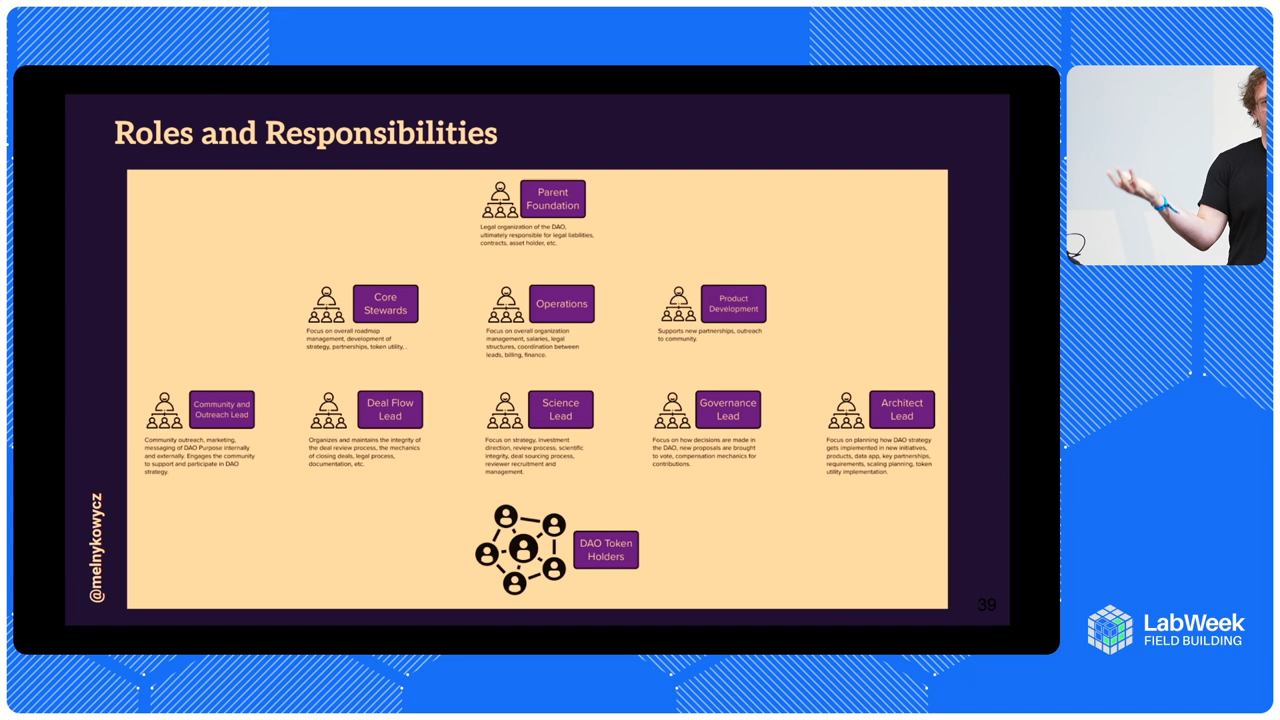 Roles and Responsibilities
Parent
Foundation
Legal organization of the DAO,
ultimately responsible for legal liabilities,
contracts, asset holder, etc.
Core
Stewards
Focus on overall roadmap
management, development of
strategy, partnerships, token utility, .
Operations
Focus on overall organization
management, salaries, legal
structures, coordination between
leads, billing, finance.
Product
Development
Supports new partnerships, outreach
to community.
Community and
Outreach Lead
Community outreach, marketing,
messaging of DAO Purpose internally
and externally. Engages the community
to support and participate in DAO
strategy.
Deal Flow
Lead
Organizes and maintains the integrity of
the deal review process, the mechanics
of closing deals, legal process,
documentation, etc.
Science
Lead
Focus on strategy, investment
direction, review process, scientific
integrity, deal sourcing process,
reviewer recruitment and
management.
Governance
Lead
Focus on how decisions are made in
the DAO, new proposals are brought
to vote, compensation mechanics for
contributions.
Architect
Lead
Focus on planning how DAO strategy
gets implemented in new initiatives,
products, data app, key partnerships,
requirements, scaling planning, token
utility implementation.
DAO Token
Holders
@melnykowycz
39
LabWeek
FIELD BUILDING